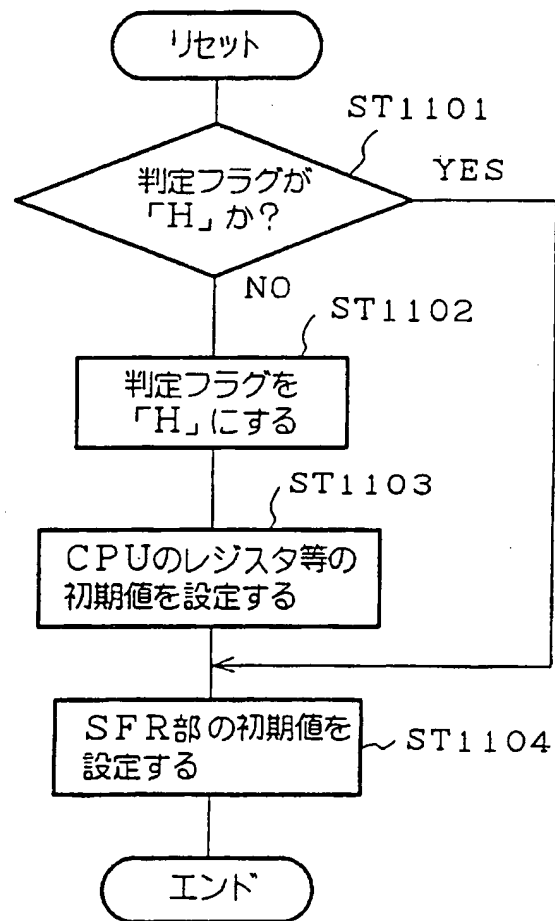 リセット
ST1101
判定フラグが
「H」か?
YES
NO
ST1102
判定フラグを
「H」にする
ST1103
CPUのレジスタ等の
初期値を設定する
SFR部の初期値を
設定する
ST1104
エンド